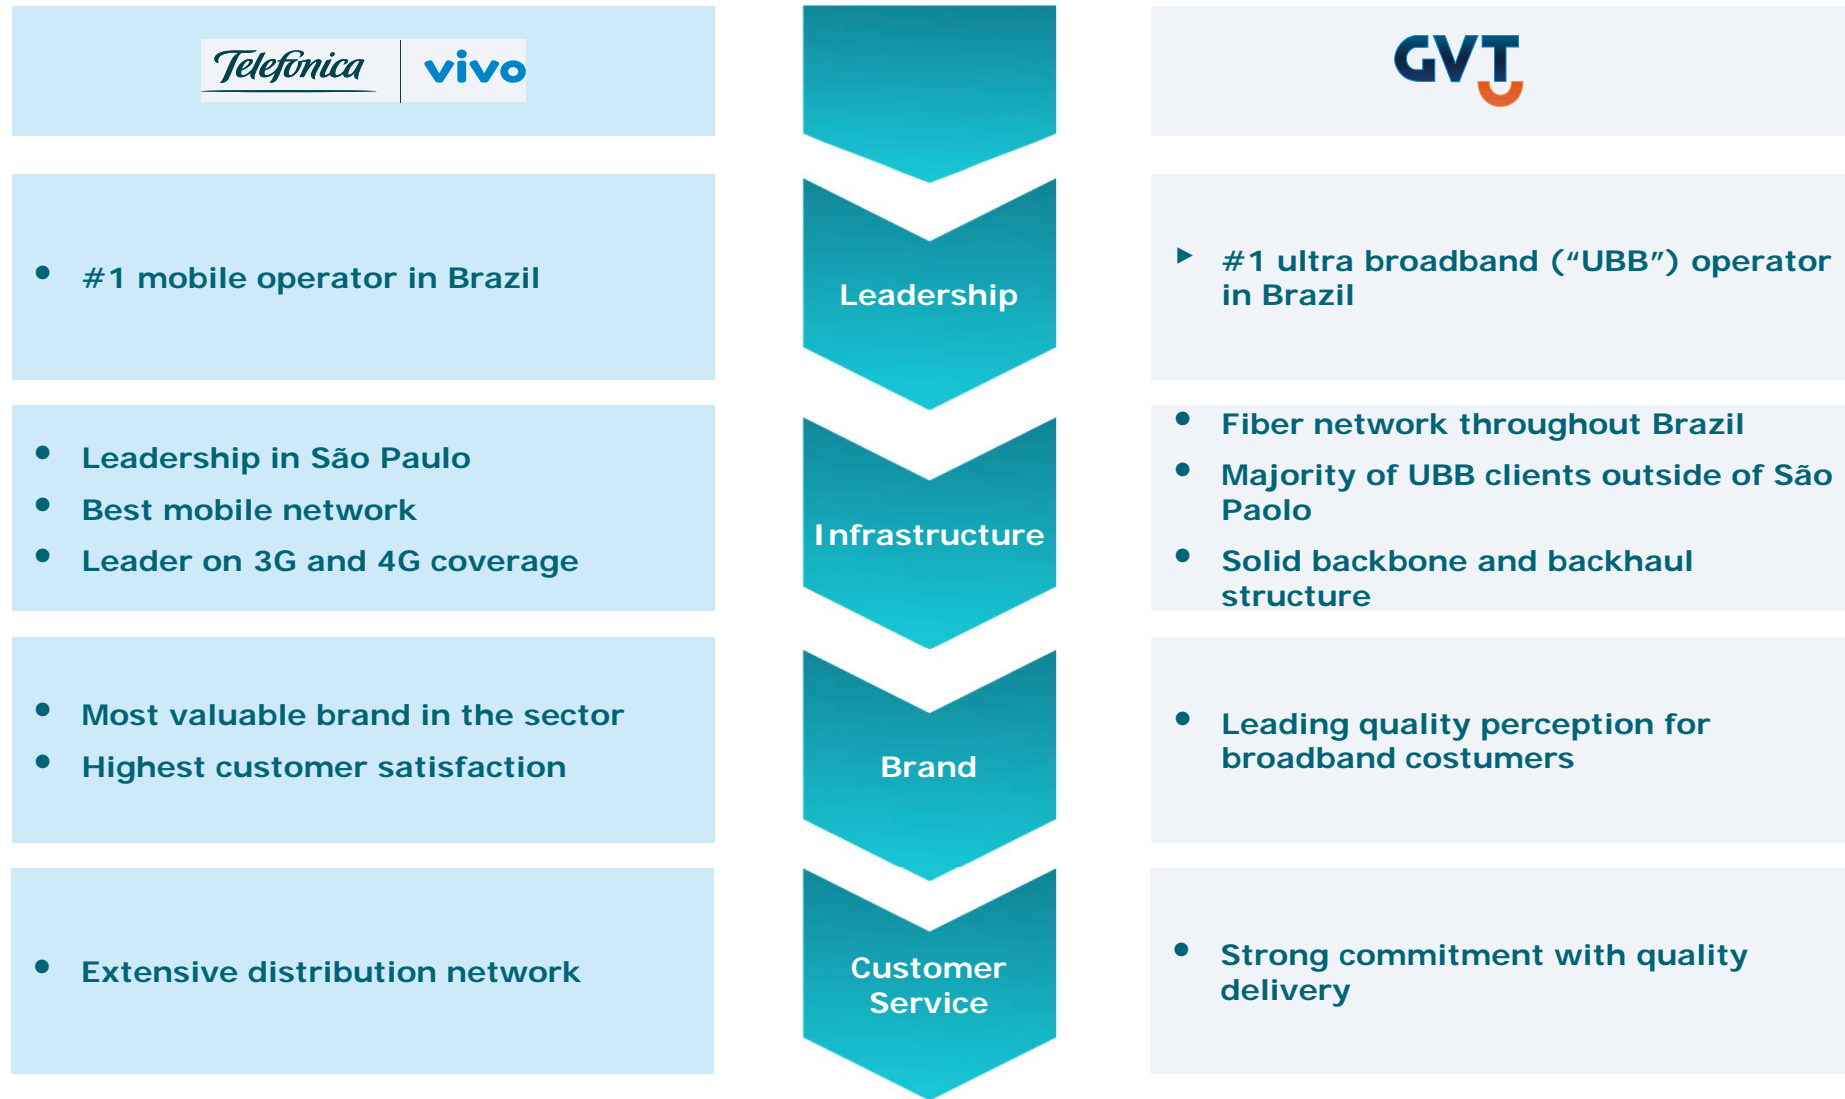 Telefónica
vivo
GVT
• #1 mobile operator in Brazil
Leadership
► #1 ultra broadband (“UBB”) operator
in Brazil
• Leadership in São Paulo
• Best mobile network
• Leader on 3G and 4G coverage
Infrastructure
• Fiber network throughout Brazil
• Majority of UBB clients outside of São
Paolo
• Solid backbone and backhaul
structure
• Most valuable brand in the sector
• Highest customer satisfaction
Brand
• Leading quality perception for
broadband costumers
• Extensive distribution network
Customer
Service
• Strong commitment with quality
delivery